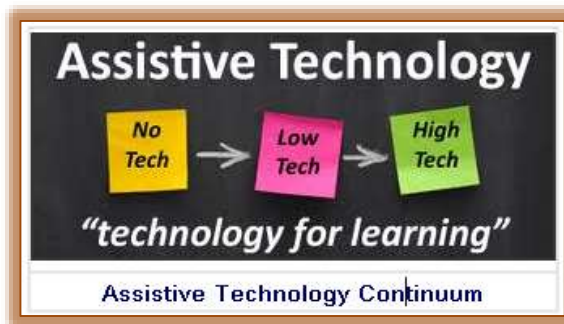 Assistive Technology
No
Tech
Low
Tech
High
Tech
“technology for learning”
Assistive Technology Continuum